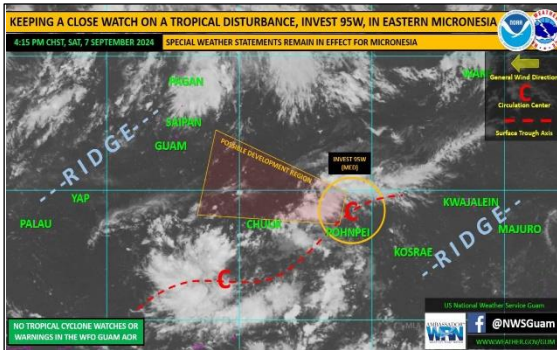 KEEPING A CLOSE WATCH ON A TROPICAL DISTURBANCE, INVEST 95W, IN EASTERN MICRONESIA
4:15 PM CHST, SAT, 7 SEPTEMBER 2024
SPECIAL WEATHER STATEMENTS REMAIN IN EFFECT FOR MICRONESIA
General Wind Direction
C
Circulation Center
Surface Trough Axis
PAGAN
SAIPAN
GUAM
---RIDGE---
POSSIBLE DEVELOPMENT REGION
INVEST 95W
(MED)
YAP
PALAU
CHUUK
C
POHNPEI
KOSRAE
KWAJALEIN
MAJURO
---RIDGE---
C
NO TROPICAL CYCLONE WATCHES OR
WARNINGS IN THE WFO GUAM AOR
US National Weather Service Guam
AMBASSADOR
f
@NWSGuam
WWW.WEATHER.GOV/GUM